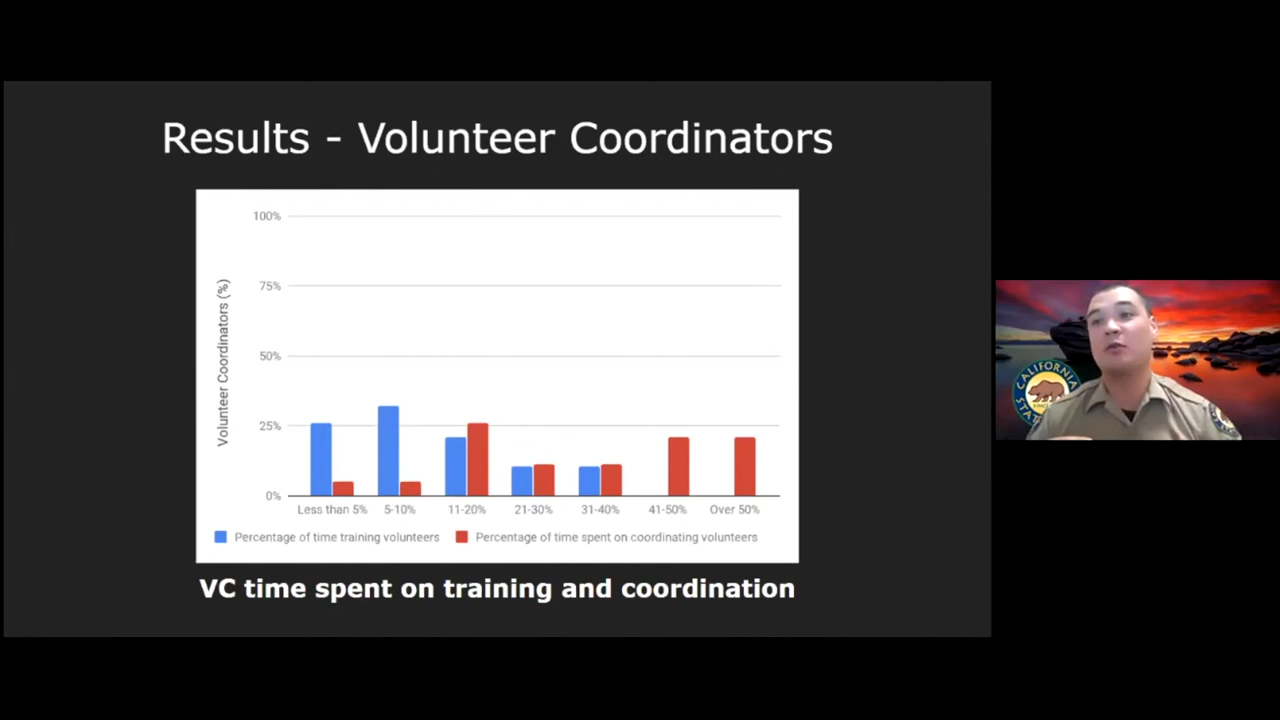 Results - Volunteer Coordinators
Volunteer Coordinators (%)
100%
75%
50%
25%
0%
Less than 5%
5-10%
11-20%
21-30%
31-40%
41-50%
Over 50%
Percentage of time training volunteers
Percentage of time spent on coordinating volunteers
VC time spent on training and coordination
CALIFORNIA